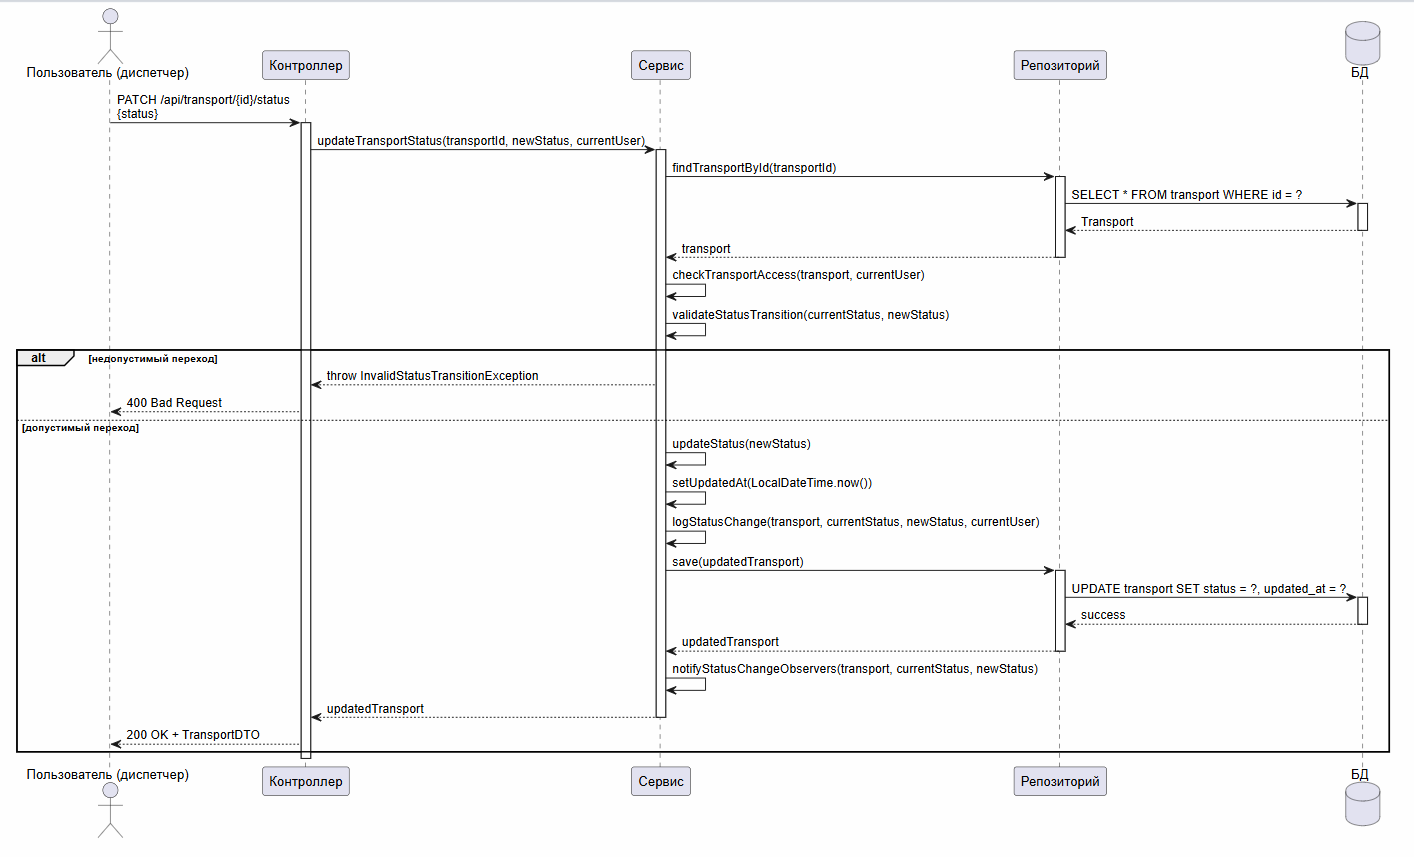 Пользователь (диспетчер)
Контроллер
Сервис
Репозиторий
БД
PATCH /api/transport/{id}/status
{status}
updateTransportStatus(transportId, newStatus, currentUser)
findTransportById(transportId)
SELECT * FROM transport WHERE id = ?
Transport
transport
checkTransportAccess(transport, currentUser)
validateStatusTransition(currentStatus, newStatus)
alt
[недопустимый переход]
throw InvalidStatusTransitionException
400 Bad Request
[допустимый переход]
updateStatus(newStatus)
setUpdatedAt(LocalDateTime.now())
logStatusChange(transport, currentStatus, newStatus, currentUser)
save(updatedTransport)
UPDATE transport SET status = ?, updated_at = ?
success
updatedTransport
notifyStatusChangeObservers(transport, currentStatus, newStatus)
updatedTransport
200 OK + TransportDTO
Пользователь (диспетчер)
Контроллер
Сервис
Репозиторий
БД